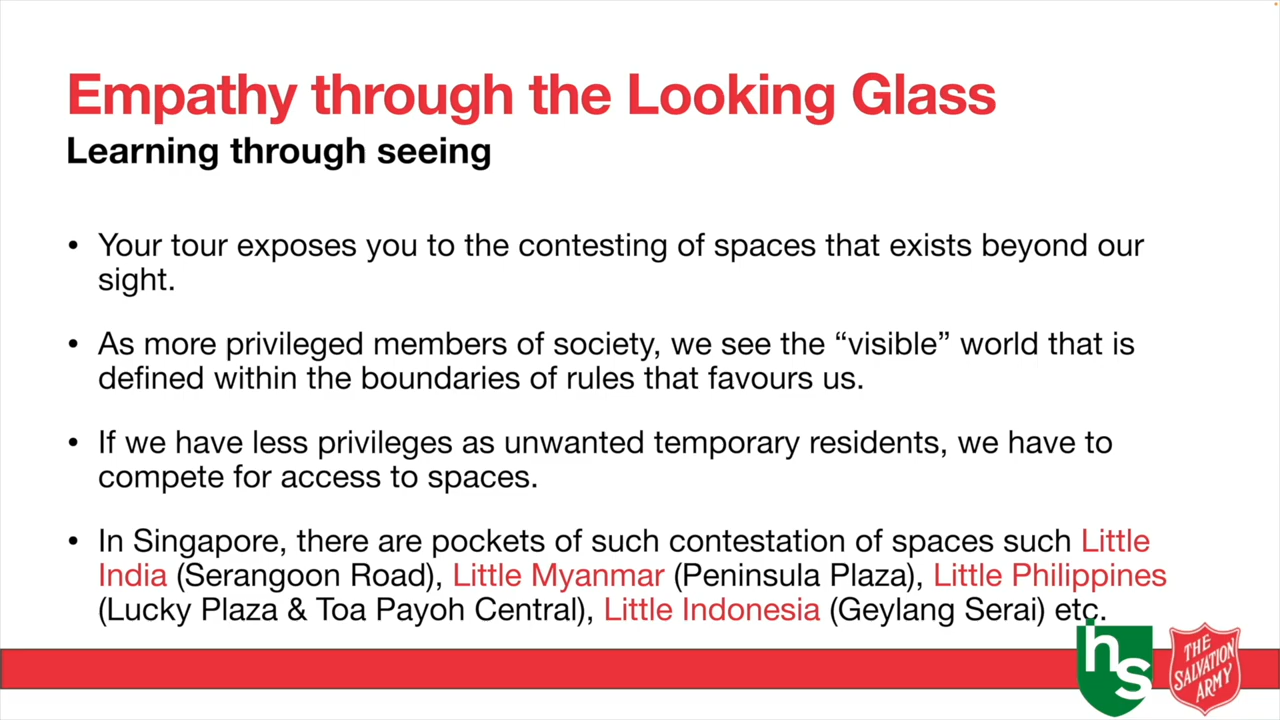 Empathy through the Looking Glass
Learning through seeing
• Your tour exposes you to the contesting of spaces that exists beyond our
sight.
• As more privileged members of society, we see the “visible” world that is
defined within the boundaries of rules that favours us.
• If we have less privileges as unwanted temporary residents, we have to
compete for access to spaces.
• In Singapore, there are pockets of such contestation of spaces such Little
India (Serangoon Road), Little Myanmar (Peninsula Plaza), Little Philippines
(Lucky Plaza & Toa Payoh Central), Little Indonesia (Geylang Serai) etc.
hs
THE
SALVATION
ARMY